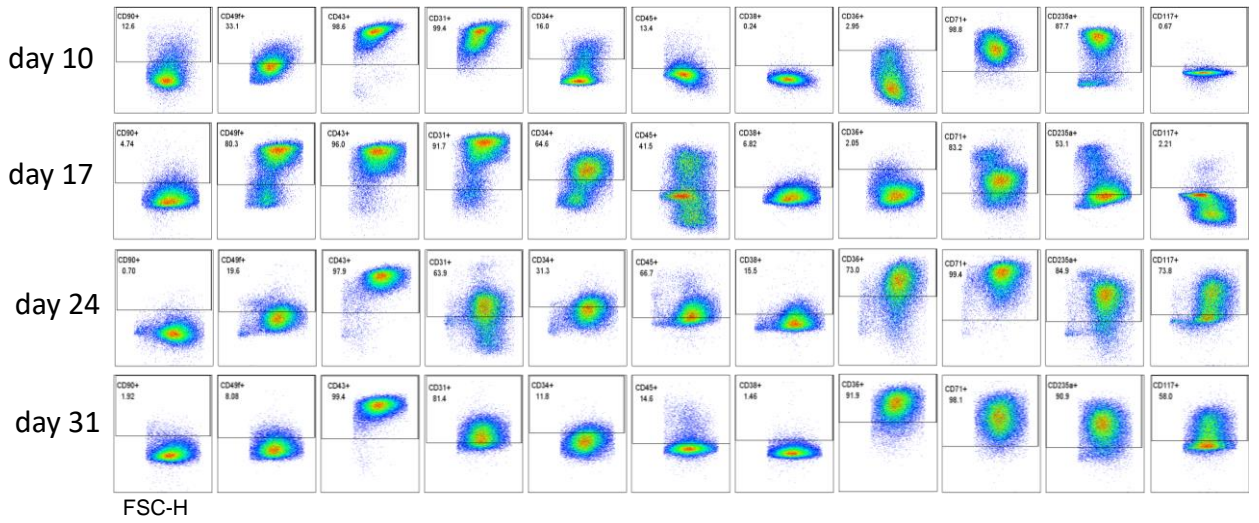 day 10
CD90+ 12.6
CD49f+ 33.1
CD43+ 98.6
CD31+ 99.4
CD34+ 16.0
CD45+ 13.4
CD38+ 0.24
CD36+ 2.95
CD71+ 98.8
CD235a+ 87.7
CD117+ 0.67
day 17
CD90+ 4.74
CD49f+ 80.3
CD43+ 96.0
CD31+ 91.7
CD34+ 64.6
CD45+ 41.5
CD38+ 6.82
CD36+ 2.05
CD71+ 83.2
CD235a+ 53.1
CD117+ 2.21
day 24
CD90+ 0.70
CD49f+ 19.6
CD43+ 97.9
CD31+ 63.9
CD34+ 31.3
CD45+ 66.7
CD38+ 15.5
CD36+ 73.0
CD71+ 99.4
CD235a+ 84.9
CD117+ 73.8
day 31
CD90+ 1.92
CD49f+ 8.08
CD43+ 99.4
CD31+ 81.4
CD34+ 11.8
CD45+ 14.6
CD38+ 1.46
CD36+ 91.9
CD71+ 98.1
CD235a+ 90.9
CD117+ 58.0
FSC-H